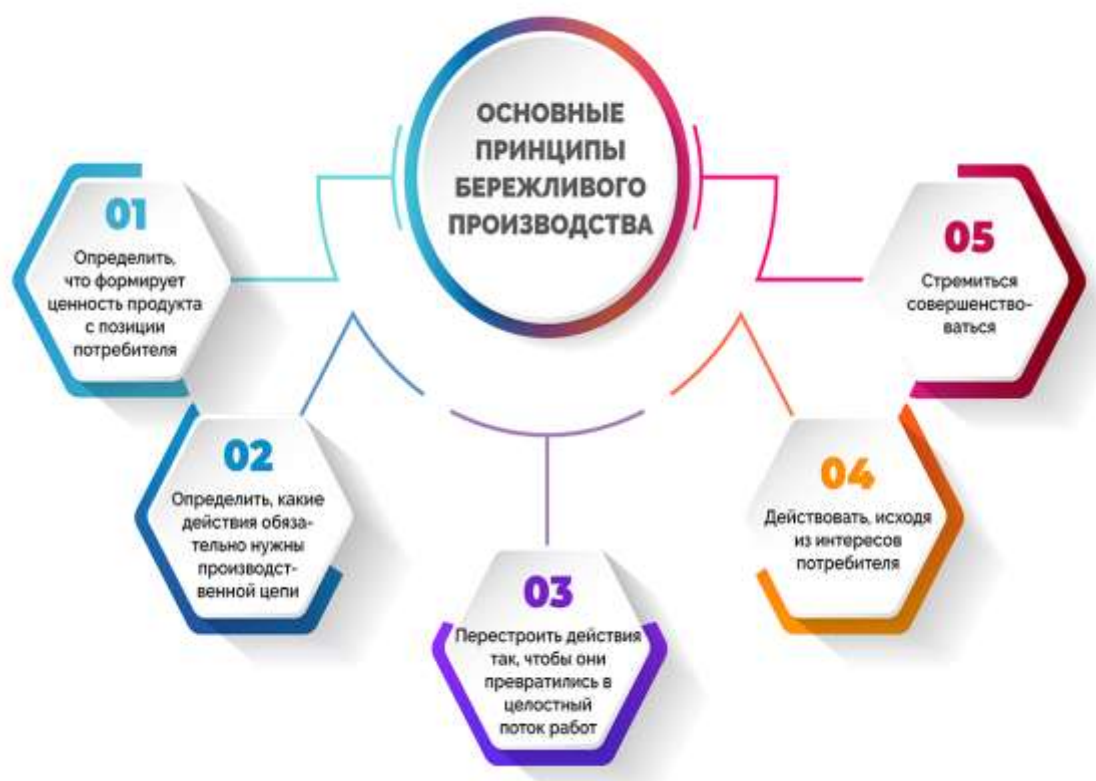 ОСНОВНЫЕ
ПРИНЦИПЫ
БЕРЕЖЛИВОГО
ПРОИЗВОДСТВА
01
Определить,
что формирует
ценность продукта
с позиции
потребителя
02
Определить, какие
действия обяза-
тельно нужны
производст-
венной цепи
03
Перестроить действия
так, чтобы они
превратились в
целостный
поток работ
04
Действовать, исходя
из интересов
потребителя
05
Стремиться
совершенство-
ваться